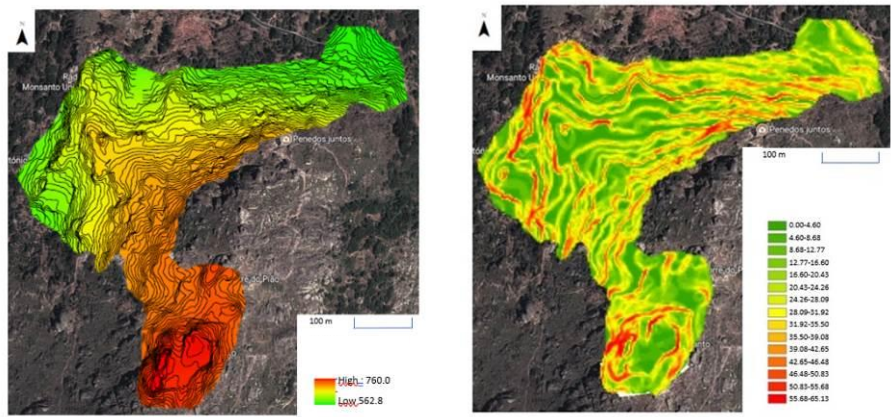 N
Monsanto Un
Penedos juntos
100 m
High : 760.0
Low 562.8
N
Monsanto Un
Penedos juntos
100 m
0.00-4.60
4.60-8.68
8.68-12.77
12.77-16.60
16.60-20.43
20.43-24.26
24.26-28.09
28.09-31.92
31.92-35.50
35.50-39.08
39.08-42.65
42.65-46.48
46.48-50.83
50.83-55.68
55.68-65.13